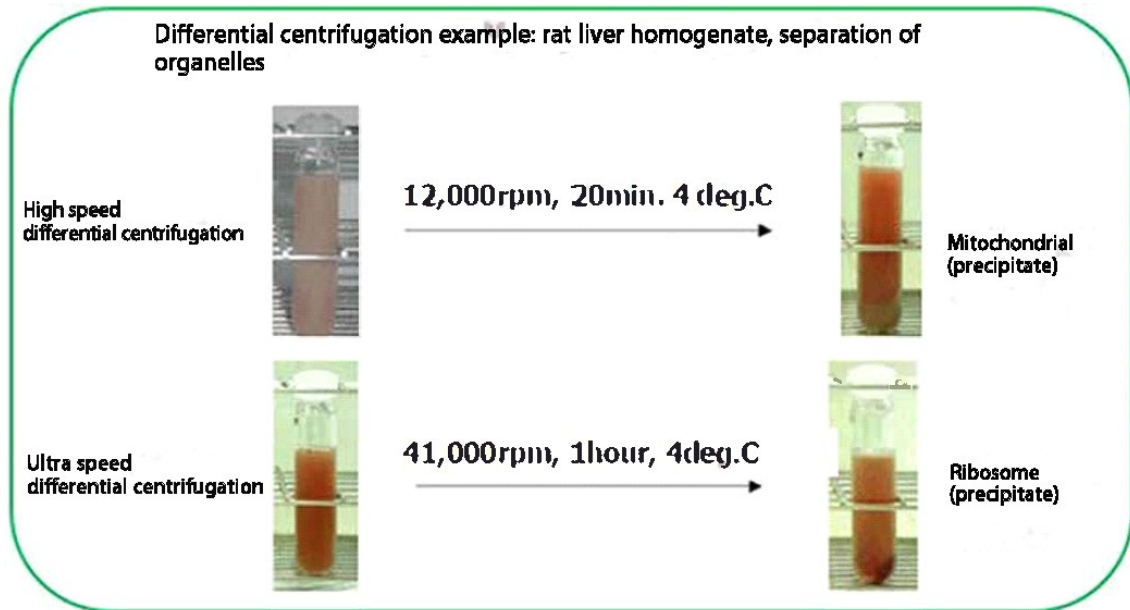 Differential centrifugation example: rat liver homogenate, separation of
organelles
High speed
differential centrifugation
12,000rpm, 20min. 4 deg.C
Mitochondrial
(precipitate)
Ultra speed
differential centrifugation
41,000rpm, 1hour, 4deg.C
Ribosome
(precipitate)